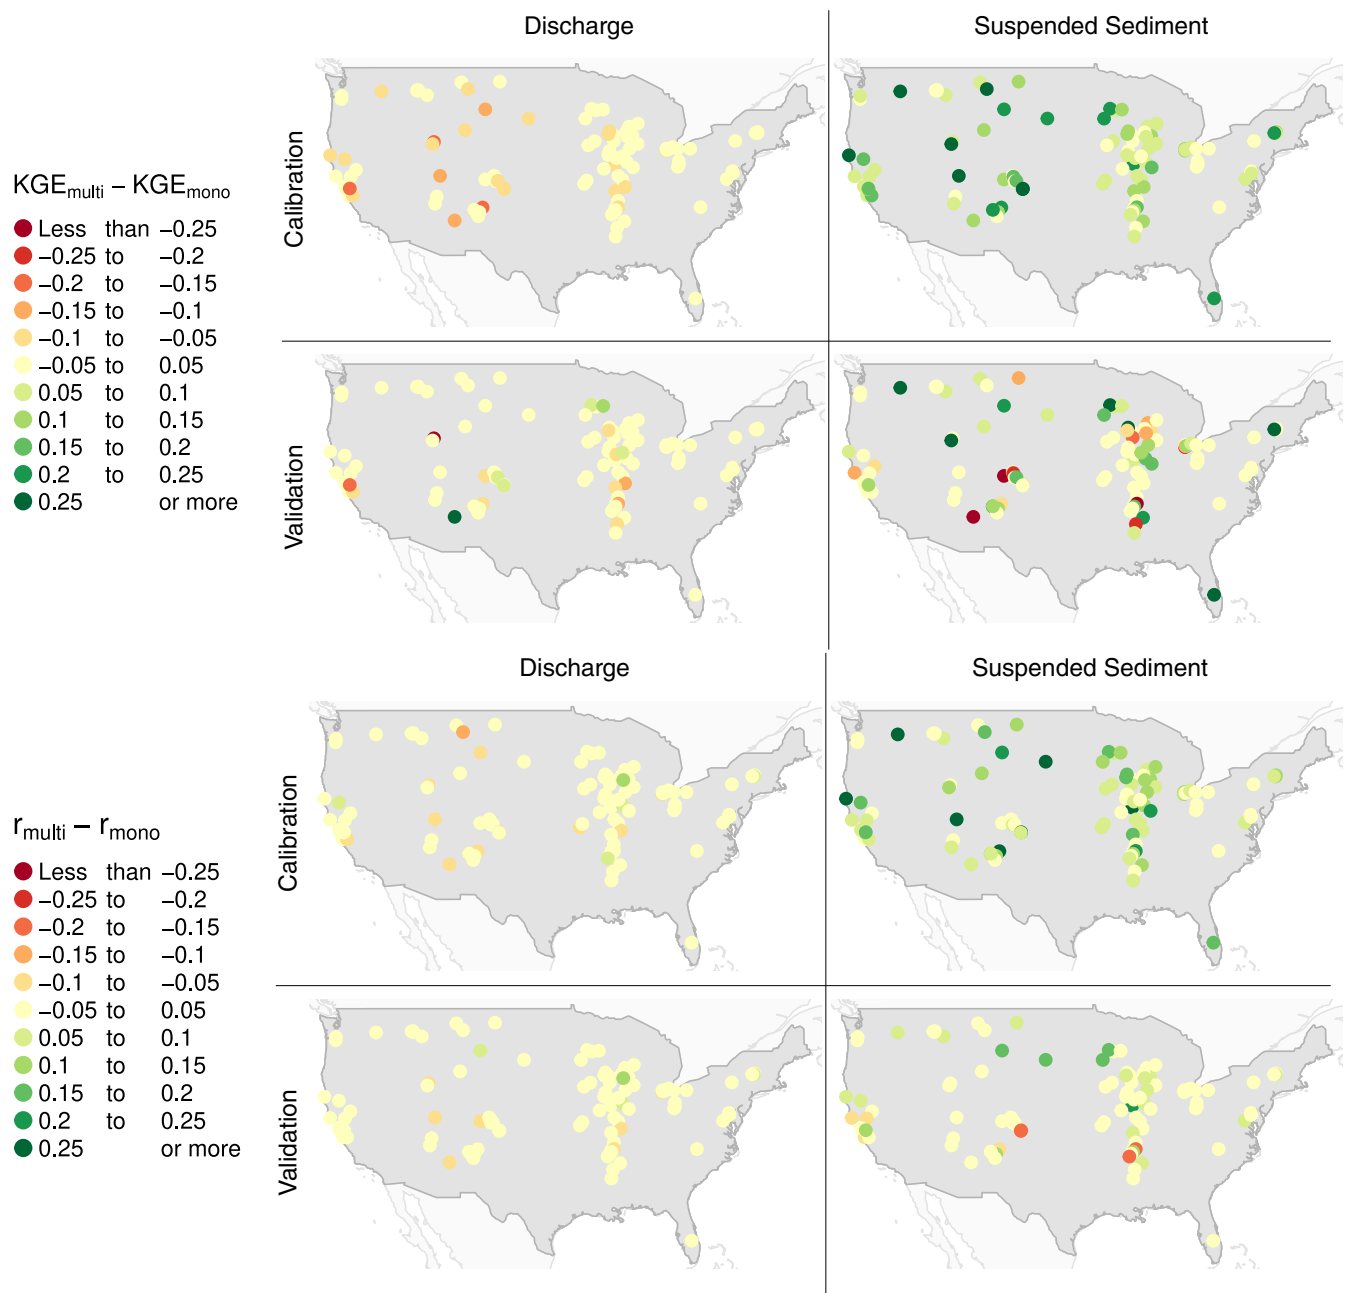 Discharge
Suspended Sediment
Calibration
Validation
KGEmulti − KGEmono
Less than −0.25
−0.25 to −0.2
−0.2 to −0.15
−0.15 to −0.1
−0.1 to −0.05
−0.05 to 0.05
0.05 to 0.1
0.1 to 0.15
0.15 to 0.2
0.2 to 0.25
0.25 or more
Discharge
Suspended Sediment
Calibration
Validation
rmulti − rmono
Less than −0.25
−0.25 to −0.2
−0.2 to −0.15
−0.15 to −0.1
−0.1 to −0.05
−0.05 to 0.05
0.05 to 0.1
0.1 to 0.15
0.15 to 0.2
0.2 to 0.25
0.25 or more